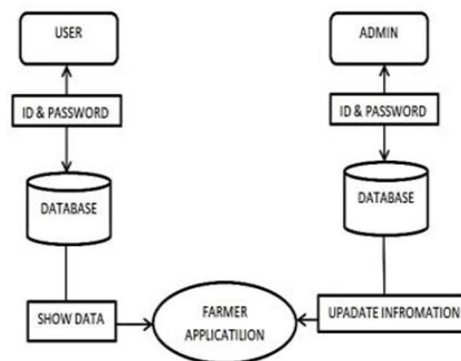 USER
ADMIN
ID & PASSWORD
ID & PASSWORD
DATABASE
DATABASE
SHOW DATA
FARMER
APPLICATILION
UPADATE INFROMATION